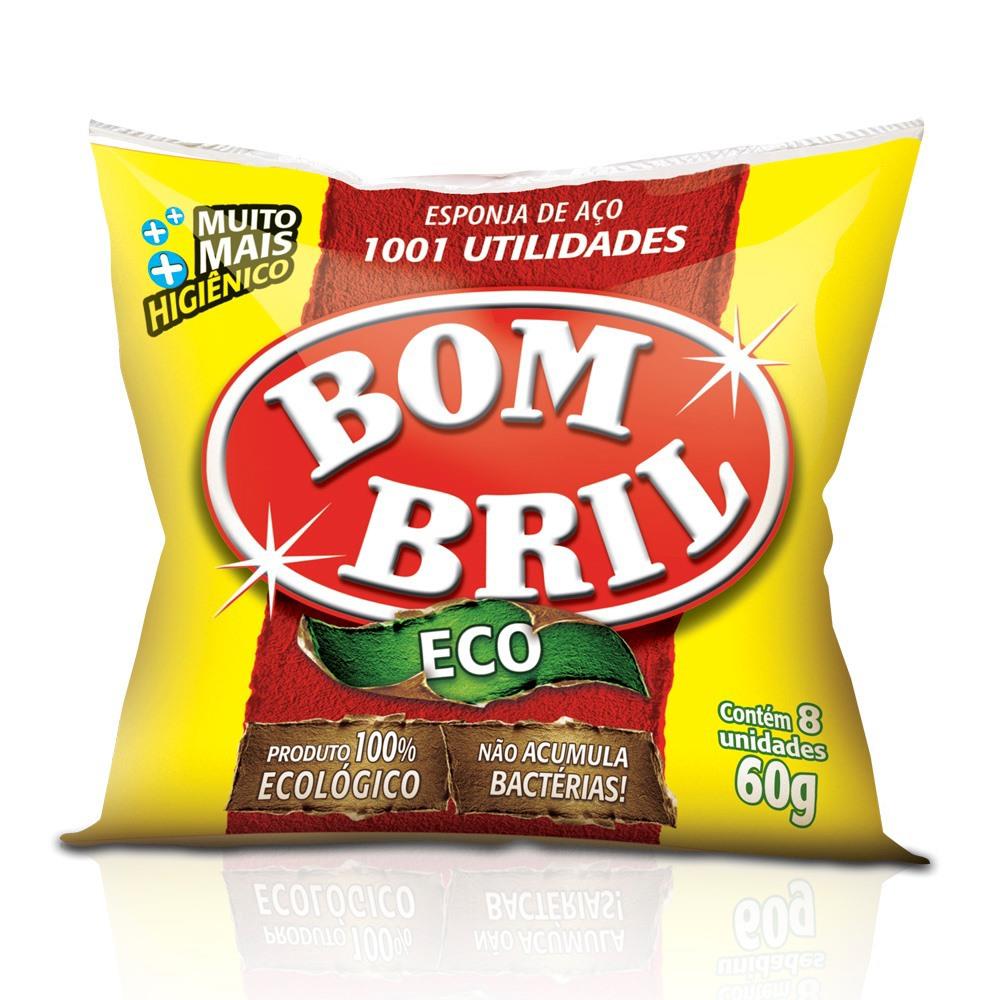 MUITO
MAIS
HIGIÊNICO
ESPONJA DE AÇO
1001 UTILIDADES
BOM
BRIL
ECO
PRODUTO 100%
ECOLÓGICO
NÃO ACUMULA
BACTÉRIAS!
Contém 8
unidades
60g